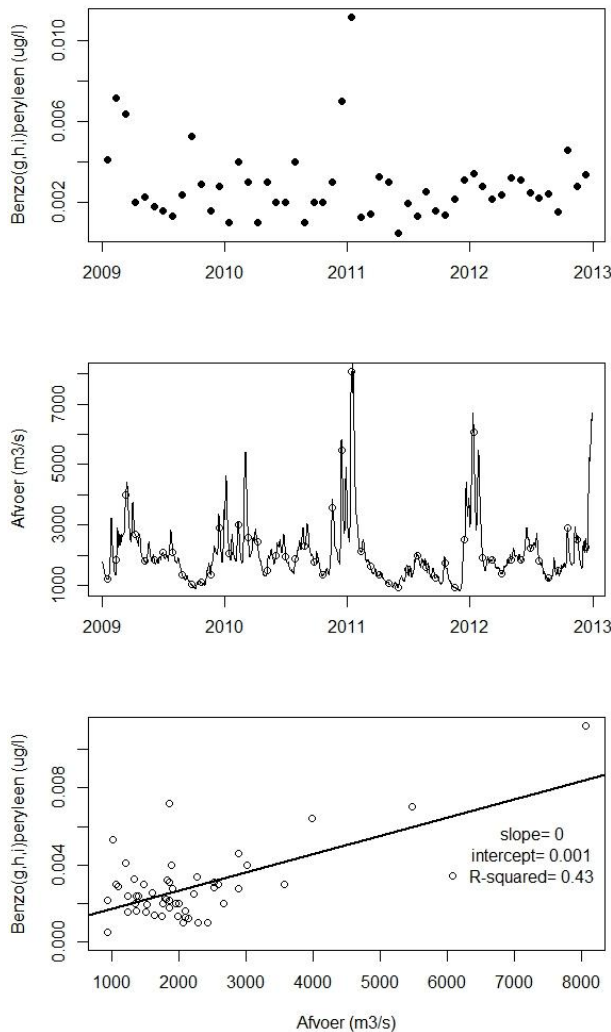 Benzo(g,h,i)peryleen (ug/l)
0.010
0.006
0.002
2009 2010 2011 2012 2013
Afvoer (m3/s)
7000
5000
3000
1000
2009 2010 2011 2012 2013
Benzo(g,h,i)peryleen (ug/l)
0.008
0.004
0.000
slope= 0
intercept= 0.001
R-squared= 0.43
1000 2000 3000 4000 5000 6000 7000 8000
Afvoer (m3/s)